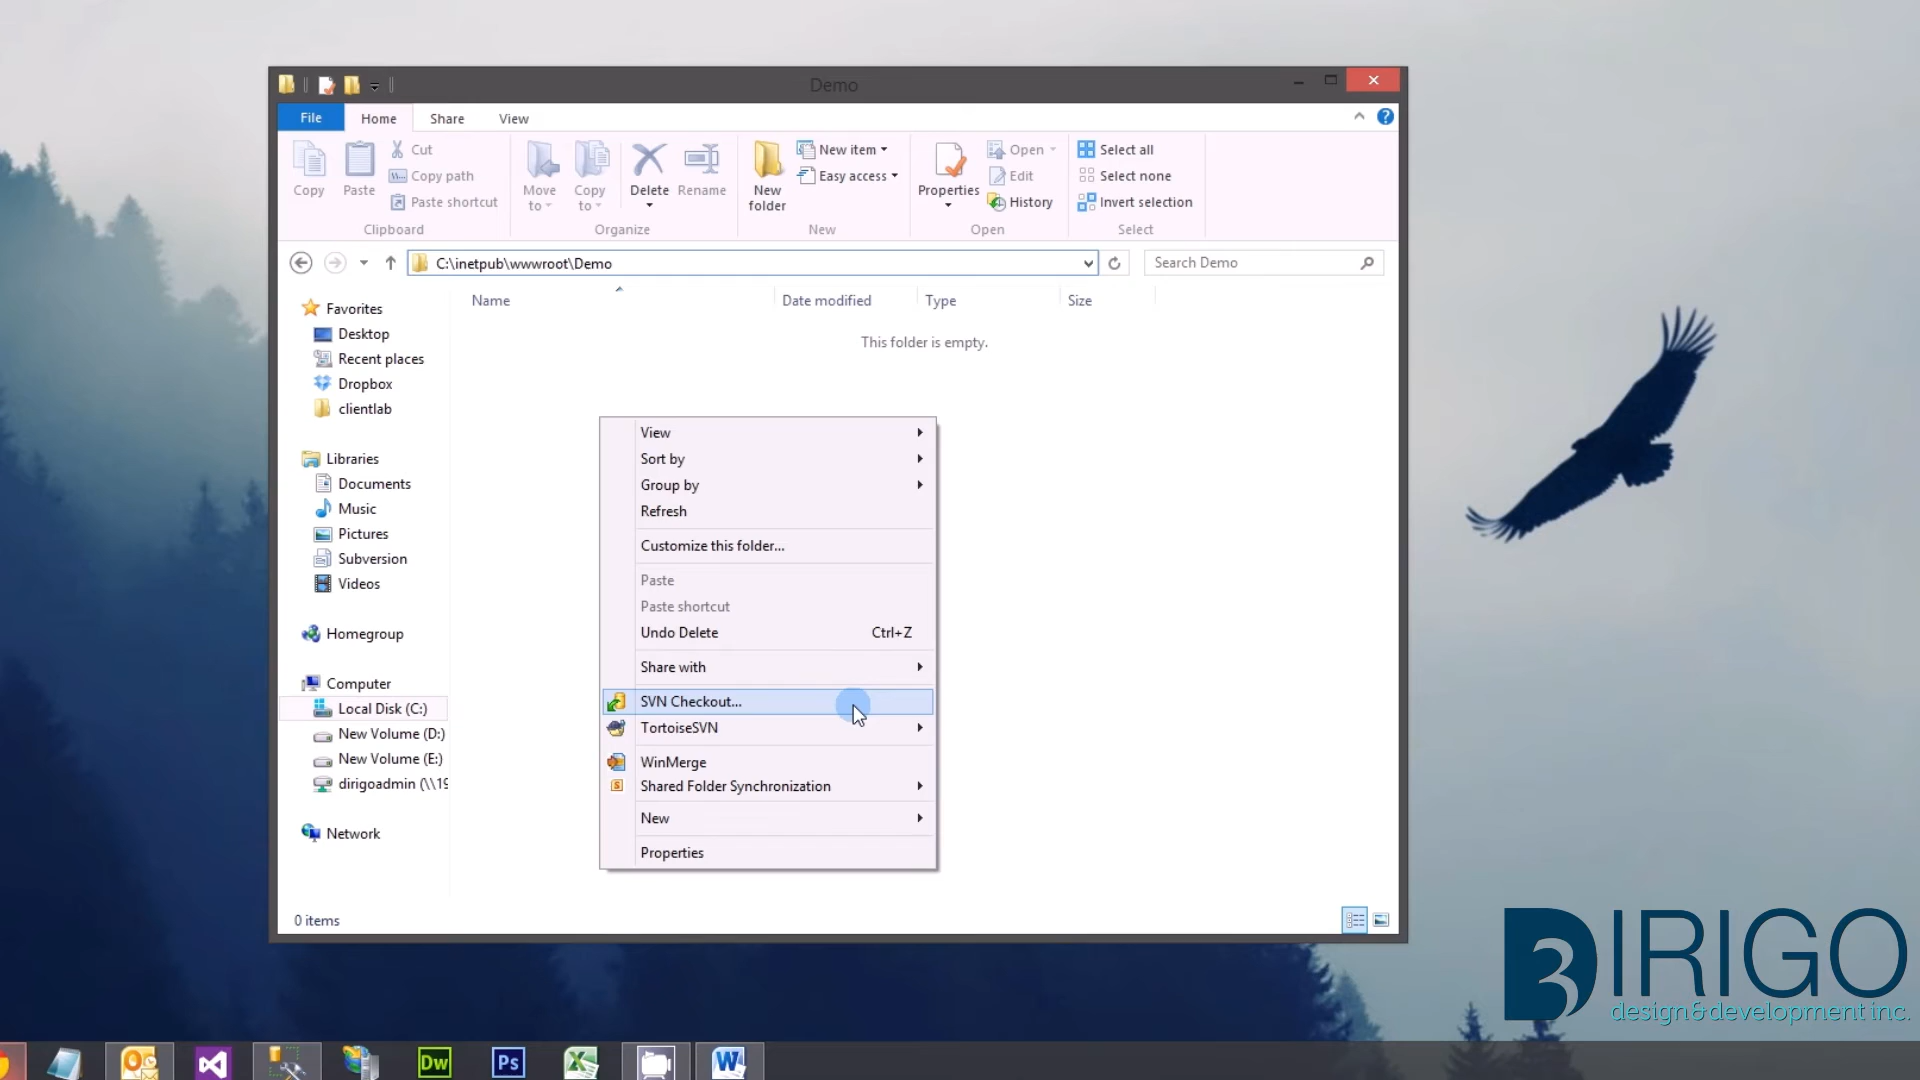 Demo
File Home Share View
Copy
Paste
Cut
Copy path
Paste shortcut
Clipboard
Move to
Copy to
Delete
Rename
Organize
New folder
New item
Easy access
New
Properties
Open
Edit
History
Open
Select all
Select none
Invert selection
Select
C:\inetpub\wwwroot\Demo
Search Demo
Name Date modified Type Size
This folder is empty.
Favorites
Desktop
Recent places
Dropbox
clientlab
Libraries
Documents
Music
Pictures
Subversion
Videos
Homegroup
Computer
Local Disk (C:)
New Volume (D:)
New Volume (E:)
dirigoadmin (\\19
Network
View
Sort by
Group by
Refresh
Customize this folder...
Paste
Paste shortcut
Undo Delete Ctrl+Z
Share with
SVN Checkout...
TortoiseSVN
WinMerge
Shared Folder Synchronization
New
Properties
0 items
DIRIGO
3
design&development inc.
Dw
Ps